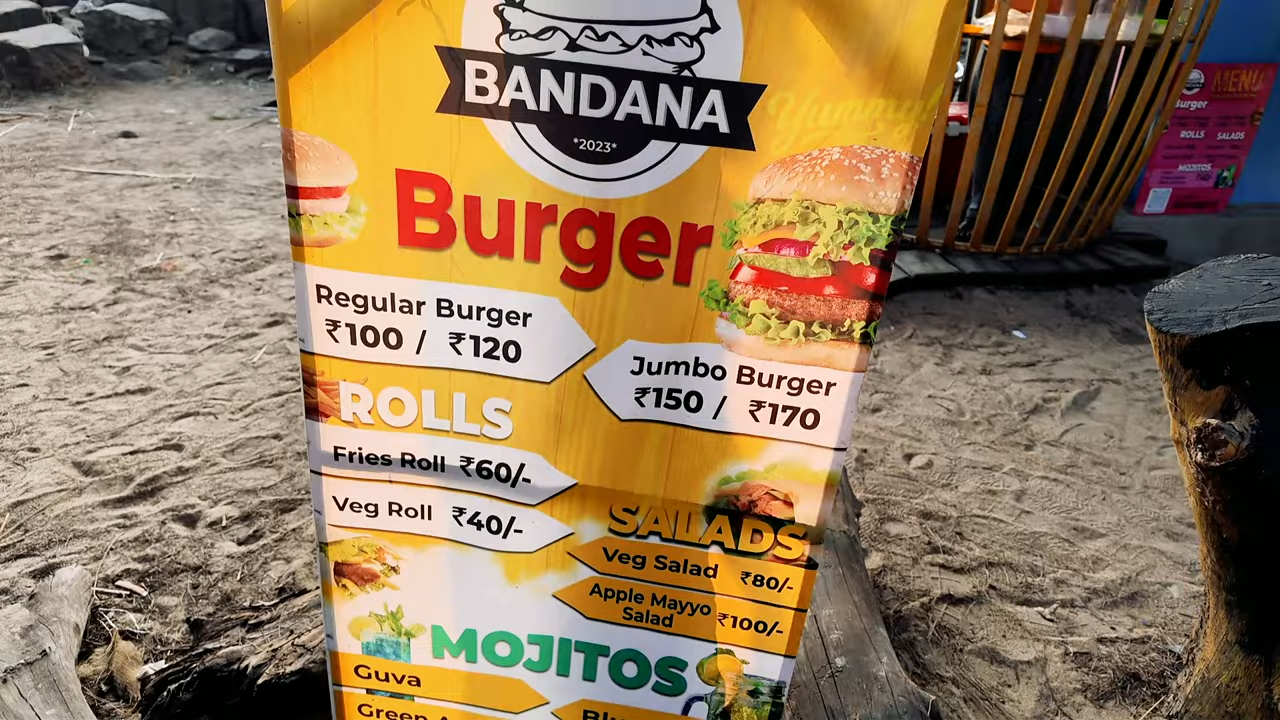 BANDANA
*2023*
Yummy!
Burger
Regular Burger
₹100 / ₹120
Jumbo Burger
₹150 / ₹170
ROLLS
Fries Roll ₹60/-
Veg Roll ₹40/-
SALADS
Veg Salad ₹80/-
Apple Mayyo
Salad ₹100/-
MOJITOS
Guva
Green
MENU
Burger
ROLLS SALADS
MOJITOS